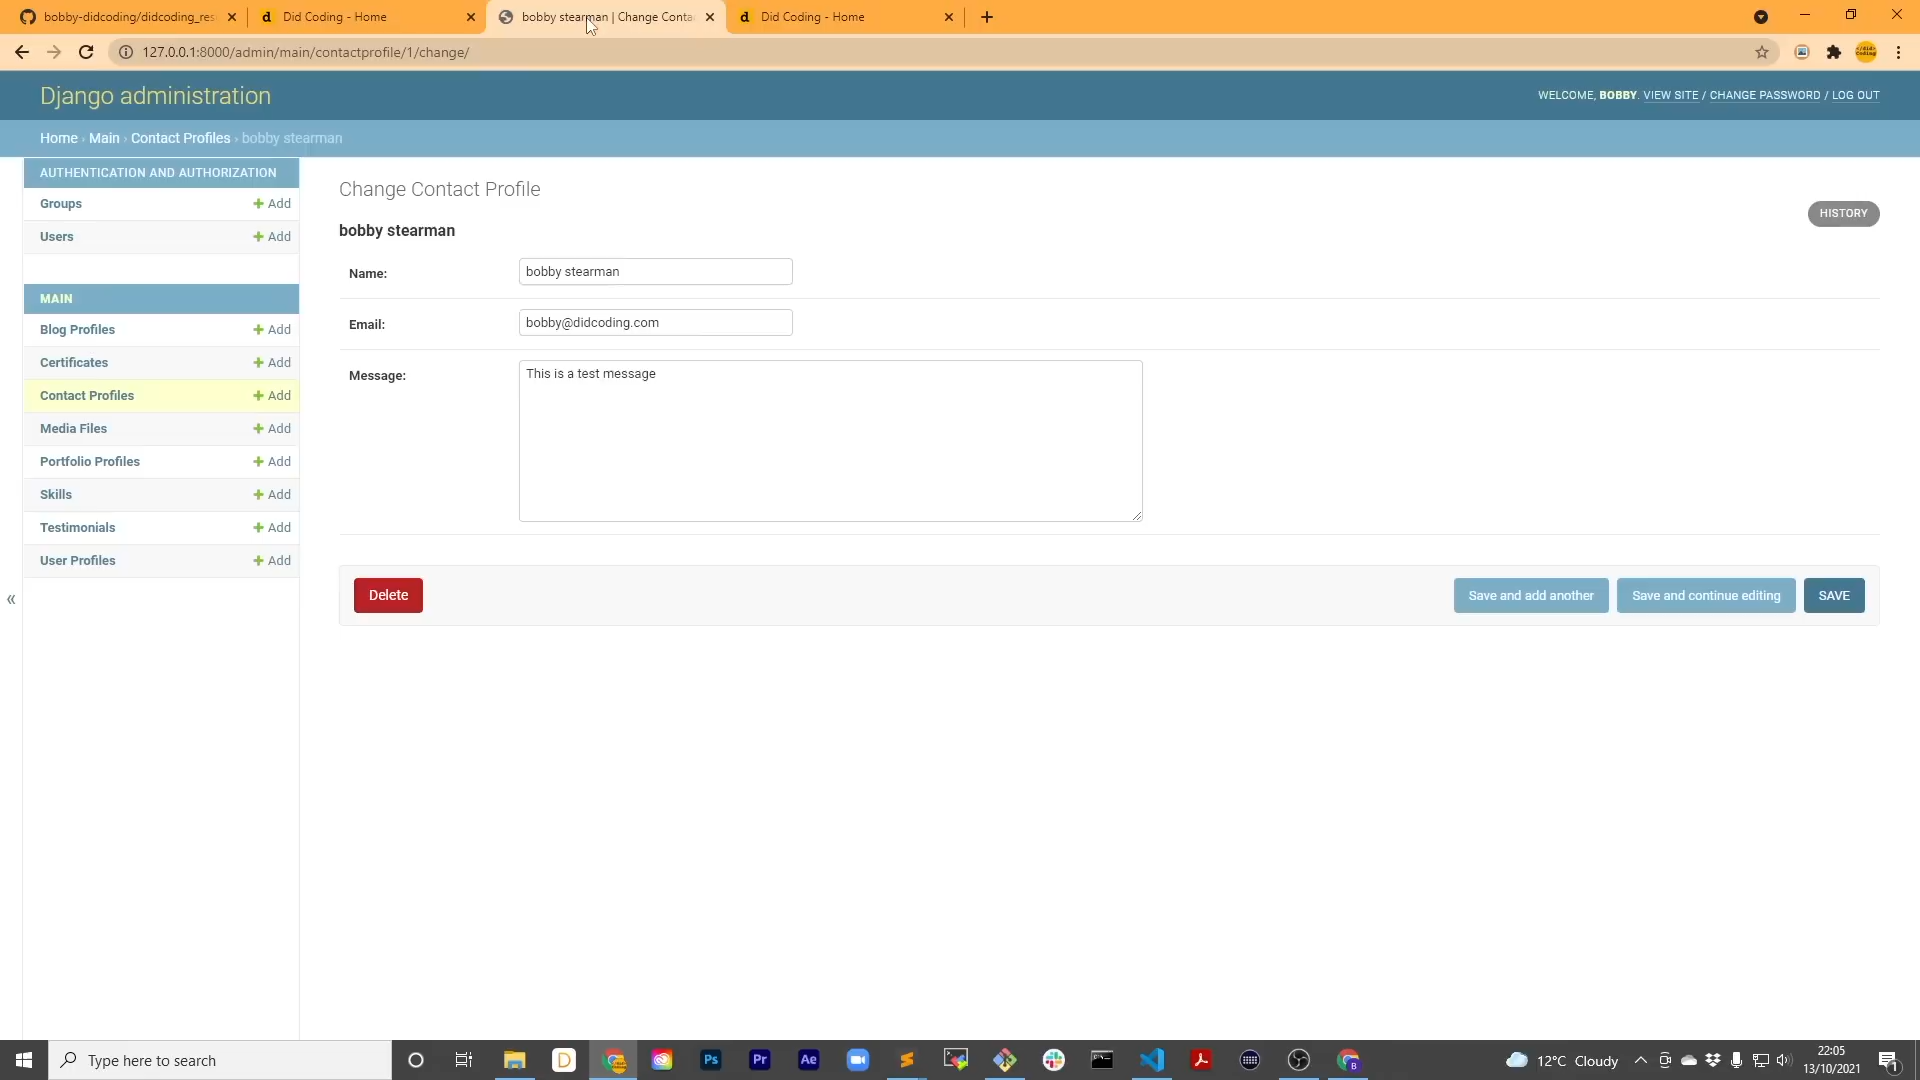 bobby-didcoding/didcoding_res
Did Coding - Home
bobby stearman | Change Conta
Did Coding - Home
127.0.0.1:8000/admin/main/contactprofile/1/change/
Django administration
WELCOME, BOBBY. VIEW SITE / CHANGE PASSWORD / LOG OUT
Home › Main › Contact Profiles › bobby stearman
AUTHENTICATION AND AUTHORIZATION
Groups + Add
Users + Add
MAIN
Blog Profiles + Add
Certificates + Add
Contact Profiles + Add
Media Files + Add
Portfolio Profiles + Add
Skills + Add
Testimonials + Add
User Profiles + Add
«
Change Contact Profile
HISTORY
bobby stearman
Name: bobby stearman
Email: bobby@didcoding.com
Message: This is a test message
Delete
Save and add another
Save and continue editing
SAVE
Type here to search
D
Ps
Pr
Ae
B
12°C Cloudy
22:05
13/10/2021
1